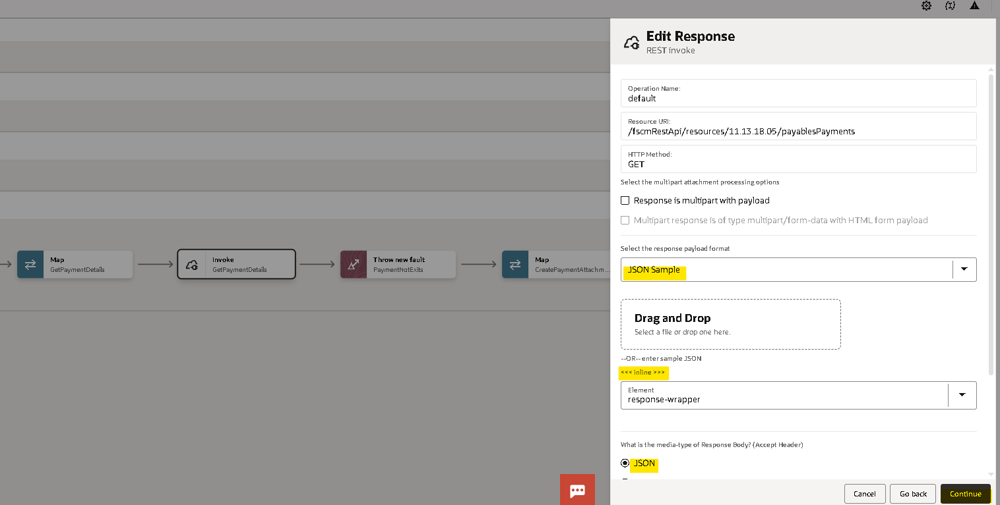 Edit Response
REST invoke
Operation Name:
default
Resource URI:
/fscmRestApi/resources/11.13.18.05/payablesPayments
HTTP Method:
GET
Select the multipart attachment processing options
Response is multipart with payload
Multipart response is of type multipart/form-data with HTML form payload
Select the response payload format
JSON Sample
Drag and Drop
Select a file or drop one here.
--OR-- enter sample JSON
<<< inline >>>
Element
response-wrapper
What is the media-type of Response Body? (Accept Header)
JSON
Cancel
Go back
Continue
Map
GetPaymentDetails
Invoke
GetPaymentDetails
Throw new fault
PaymentNotExits
Map
CreatePaymentAttachm...